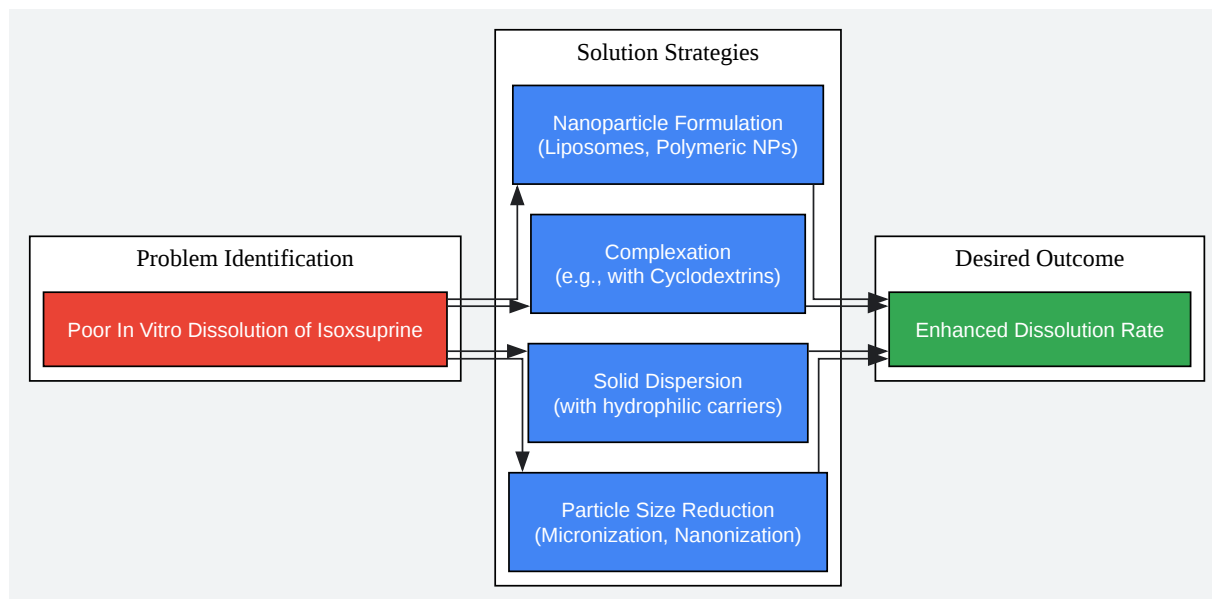 Solution Strategies
Nanoparticle Formulation
(Liposomes, Polymeric NPs)
Complexation
(e.g., with Cyclodextrins)
Problem Identification
Poor In Vitro Dissolution of Isoxsuprine
Desired Outcome
Enhanced Dissolution Rate
Solid Dispersion
(with hydrophilic carriers)
Particle Size Reduction
(Micronization, Nanonization)